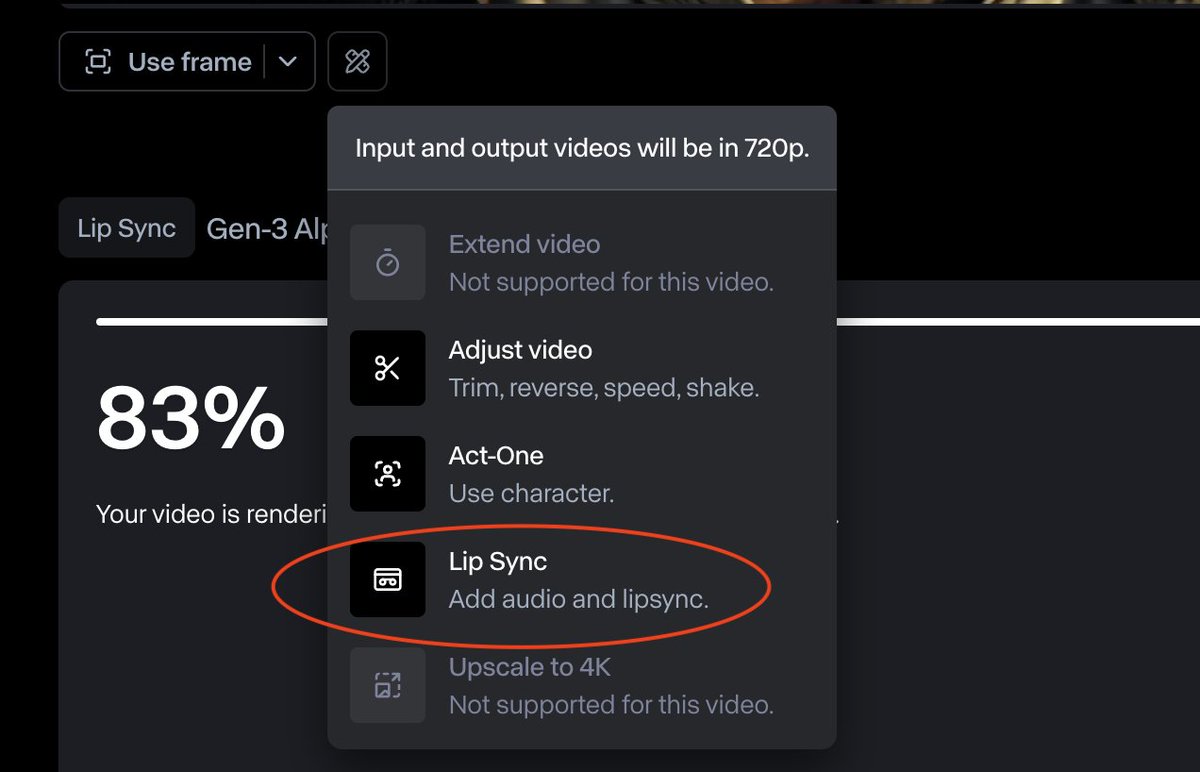 Use frame
Input and output videos will be in 720p.
Lip Sync
Gen-3 Alp
Extend video
Not supported for this video.
Adjust video
Trim, reverse, speed, shake.
83%
Act-One
Use character.
Your video is renderi
Lip Sync
Add audio and lipsync.
Upscale to 4K
Not supported for this video.